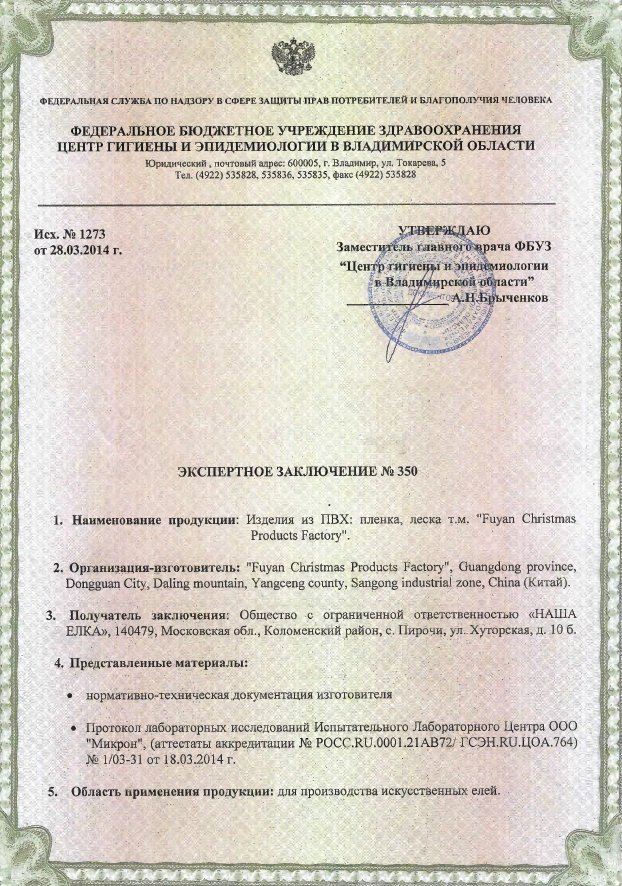 ФЕДЕРАЛЬНАЯ СЛУЖБА ПО НАДЗОРУ В СФЕРЕ ЗАЩИТЫ ПРАВ ПОТРЕБИТЕЛЕЙ И БЛАГОПОЛУЧИЯ ЧЕЛОВЕКА
ФЕДЕРАЛЬНОЕ БЮДЖЕТНОЕ УЧРЕЖДЕНИЕ ЗДРАВООХРАНЕНИЯ
ЦЕНТР ГИГИЕНЫ И ЭПИДЕМИОЛОГИИ В ВЛАДИМИРСКОЙ ОБЛАСТИ
Юридический , почтовый адрес: 600005, г. Владимир, ул. Токарева, 5
Тел. (4922) 535828, 535836, 535835, факс (4922) 535828
Исх. № 1273
от 28.03.2014 г.
УТВЕРЖДАЮ
Заместитель главного врача ФБУЗ
“Центр гигиены и эпидемиологии
в Владимирской области”
А.Н.Брыченков
ЭКСПЕРТНОЕ ЗАКЛЮЧЕНИЕ № 350
1. Наименование продукции: Изделия из ПВХ: пленка, леска т.м. "Fuyan Christmas
Products Factory".
2. Организация-изготовитель: "Fuyan Christmas Products Factory", Guangdong province,
Dongguan City, Daling mountain, Yangceng county, Sangong industrial zone, China (Китай).
3. Получатель заключения: Общество с ограниченной ответственностью «НАША
ЕЛКА», 140479, Московская обл., Коломенский район, с. Пирочи, ул. Хуторская, д. 10 б.
4. Представленные материалы:
• нормативно-техническая документация изготовителя
• Протокол лабораторных исследований Испытательного Лабораторного Центра ООО
"Микрон", (аттестаты аккредитации № РОСС.RU.0001.21АВ72/ ГСЭН.RU.ЦОА.764)
№ 1/03-31 от 18.03.2014 г.
5. Область применения продукции: для производства искусственных елей.